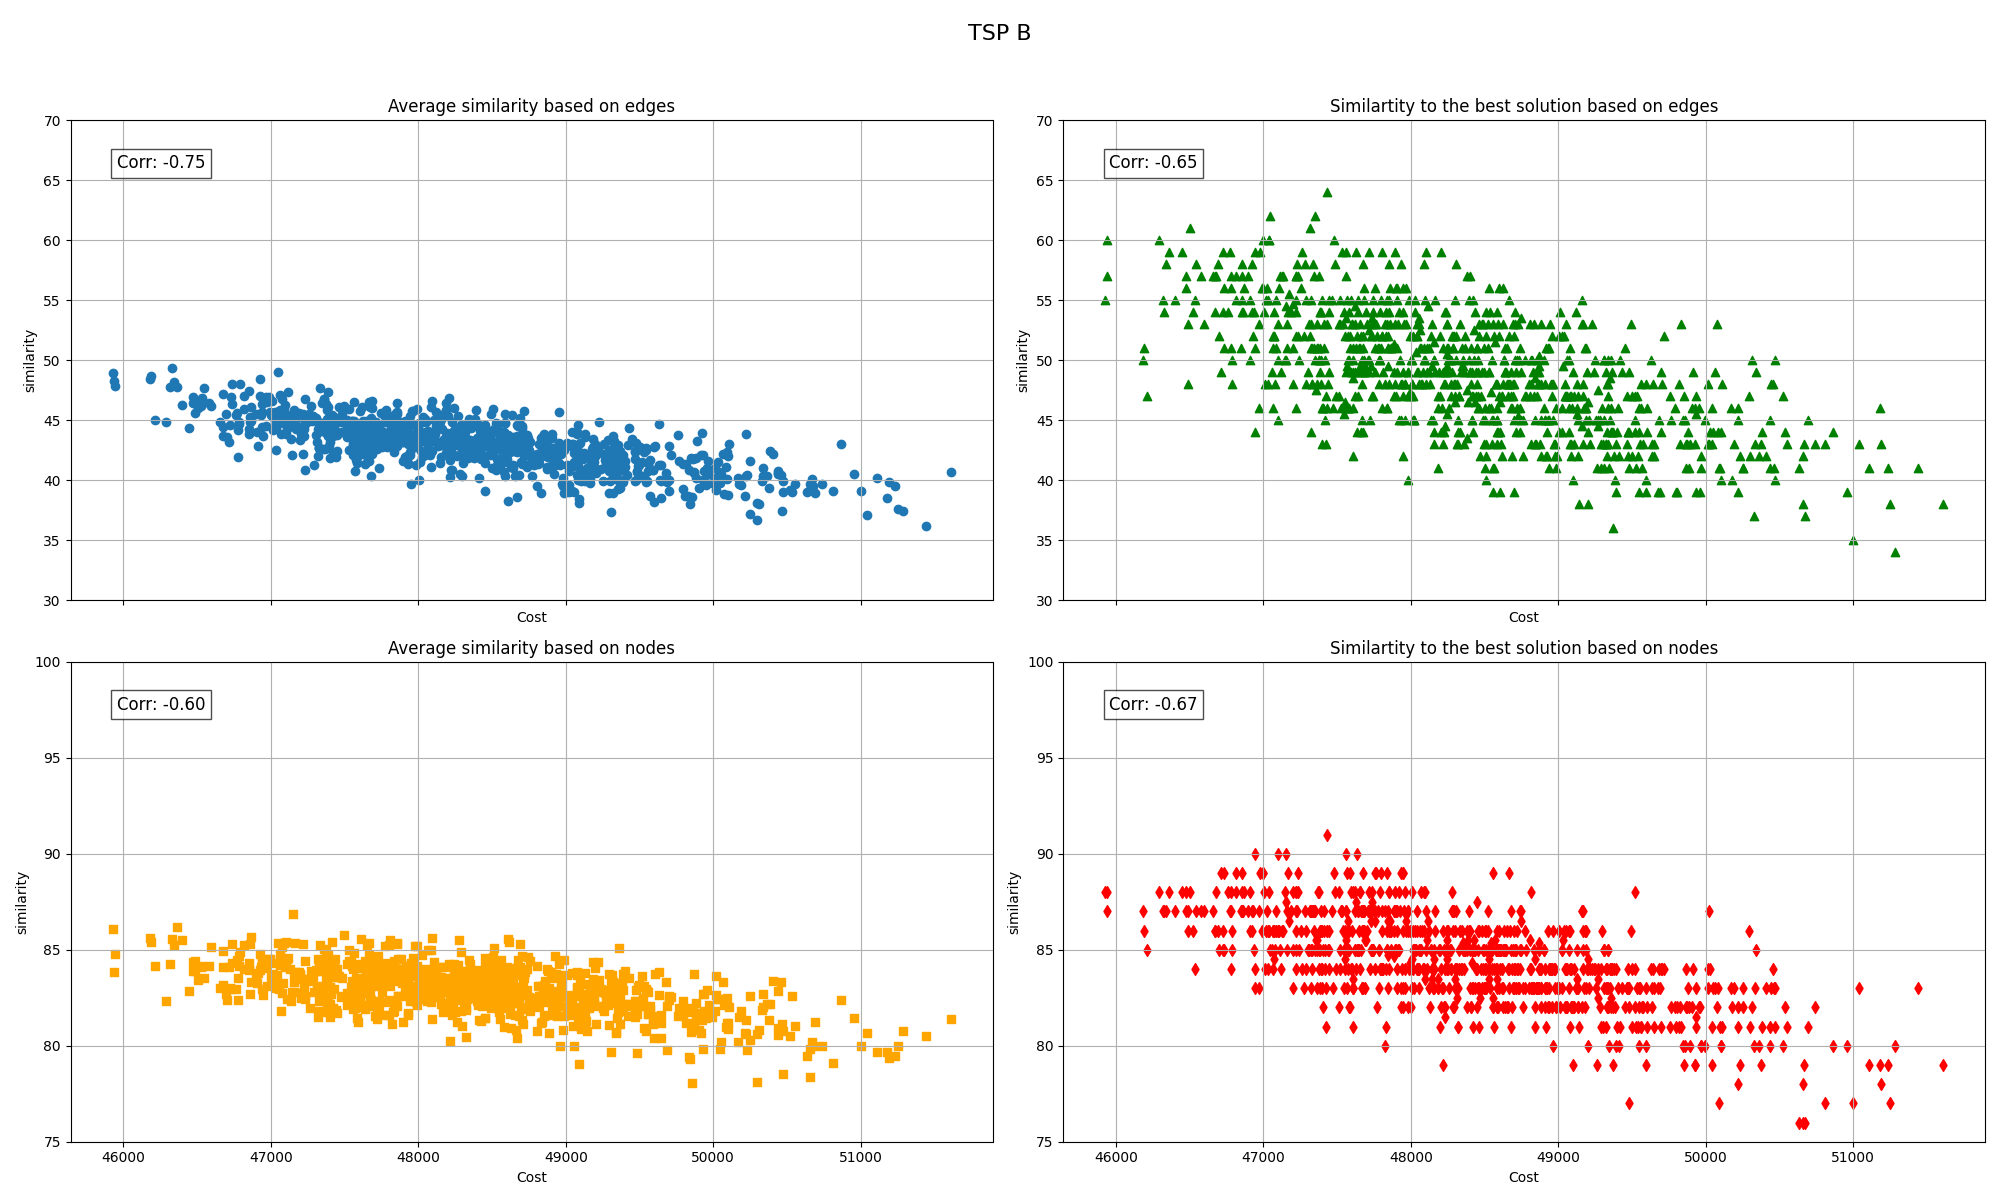 TSP B
Average similarity based on edges
Similartity to the best solution based on edges
70
65
60
55
50
45
40
35
30
similarity
Corr: -0.75
Cost
70
65
60
55
50
45
40
35
30
similarity
Corr: -0.65
Cost
Average similarity based on nodes
Similartity to the best solution based on nodes
100
95
90
85
80
75
similarity
Corr: -0.60
46000 47000 48000 49000 50000 51000
Cost
100
95
90
85
80
75
similarity
Corr: -0.67
46000 47000 48000 49000 50000 51000
Cost